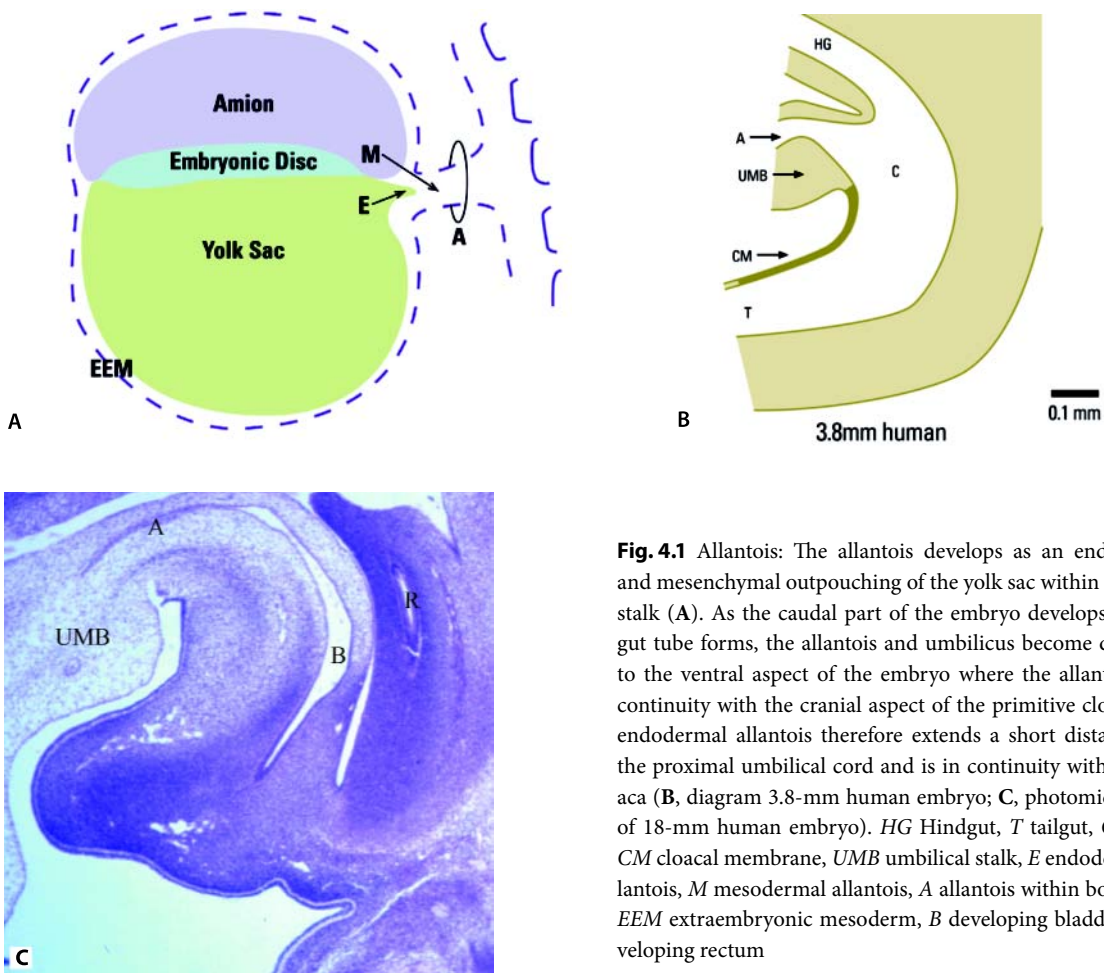 Amion
Embryonic Disc
M
E
A
Yolk Sac
EEM
A
HG
A
UMB
C
CM
T
0.1 mm
B
3.8mm human
A
UMB
R
B
C
Fig. 4.1 Allantois: The allantois develops as an end
and mesenchymal outpouching of the yolk sac within
stalk (A). As the caudal part of the embryo develops
gut tube forms, the allantois and umbilicus become
to the ventral aspect of the embryo where the allant
continuity with the cranial aspect of the primitive clo
endodermal allantois therefore extends a short dista
the proximal umbilical cord and is in continuity with
aca (B, diagram 3.8-mm human embryo; C, photomic
of 18-mm human embryo). HG Hindgut, T tailgut,
CM cloacal membrane, UMB umbilical stalk, E endode
lantois, M mesodermal allantois, A allantois within bo
EEM extraembryonic mesoderm, B developing bladd
veloping rectum